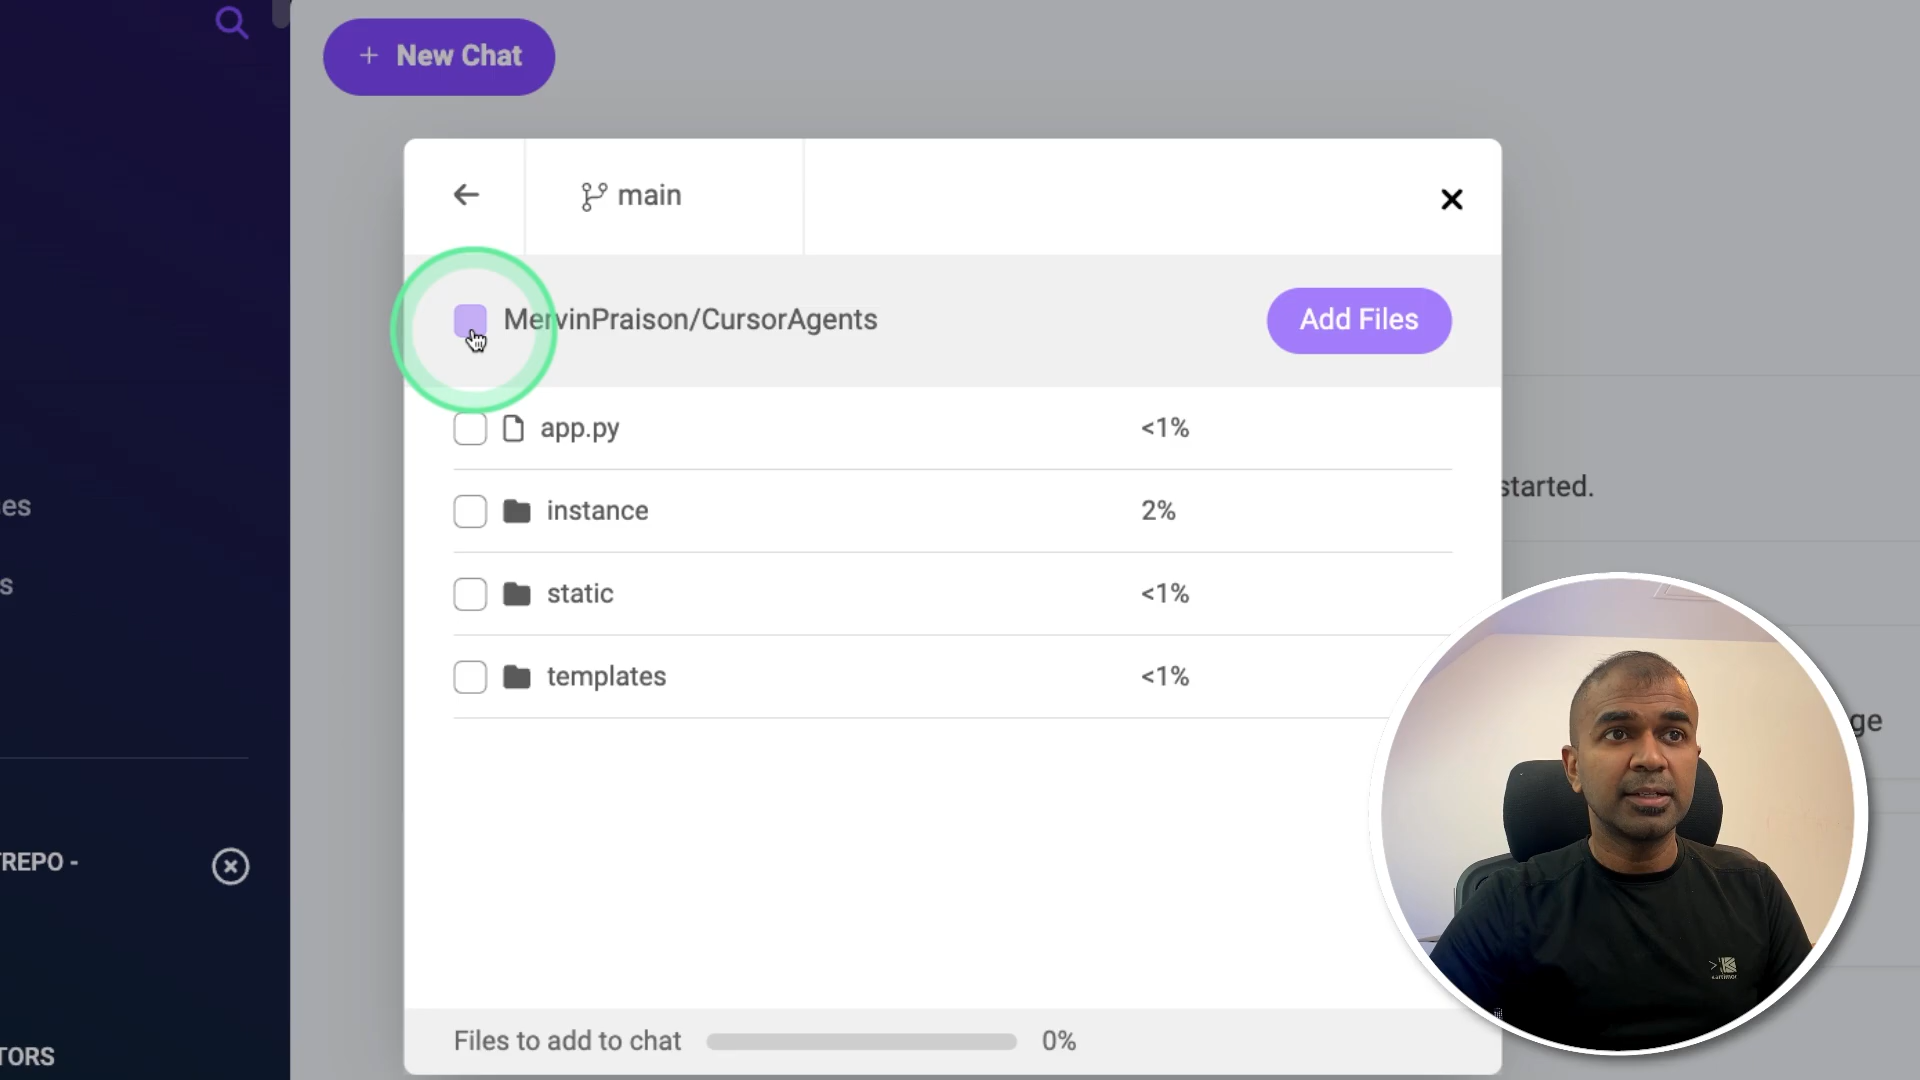 + New Chat
main
MervinPraison/CursorAgents
Add Files
app.py
<1%
instance
2%
started.
es
static
<1%
s
templates
<1%
ge
REPO -
Files to add to chat
0%
TORS